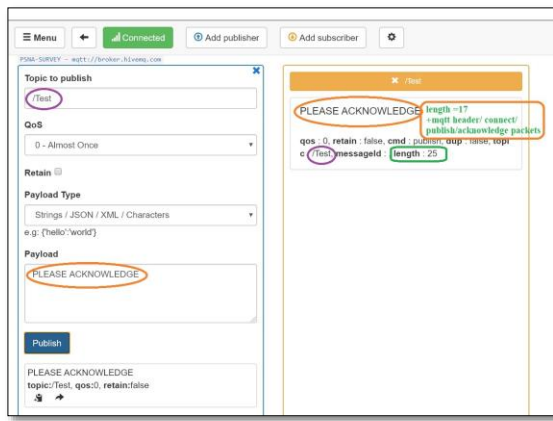 Menu
Connected
Add publisher
Add subscriber
PSNA-SURVEY - mqtt://broker.hivemq.com
Topic to publish
/Test
QoS
0 - Almost Once
Retain
Payload Type
Strings / JSON / XML / Characters
e.g: {'hello':'world'}
Payload
PLEASE ACKNOWLEDGE
Publish
PLEASE ACKNOWLEDGE
topic:/Test, qos:0, retain:false
/Test
PLEASE ACKNOWLEDGE
length =17
+mqtt header/ connect/
publish/acknowledge packets
qos : 0, retain : false, cmd : publish, dup : false, topi
c : /Test, messageId : length : 25